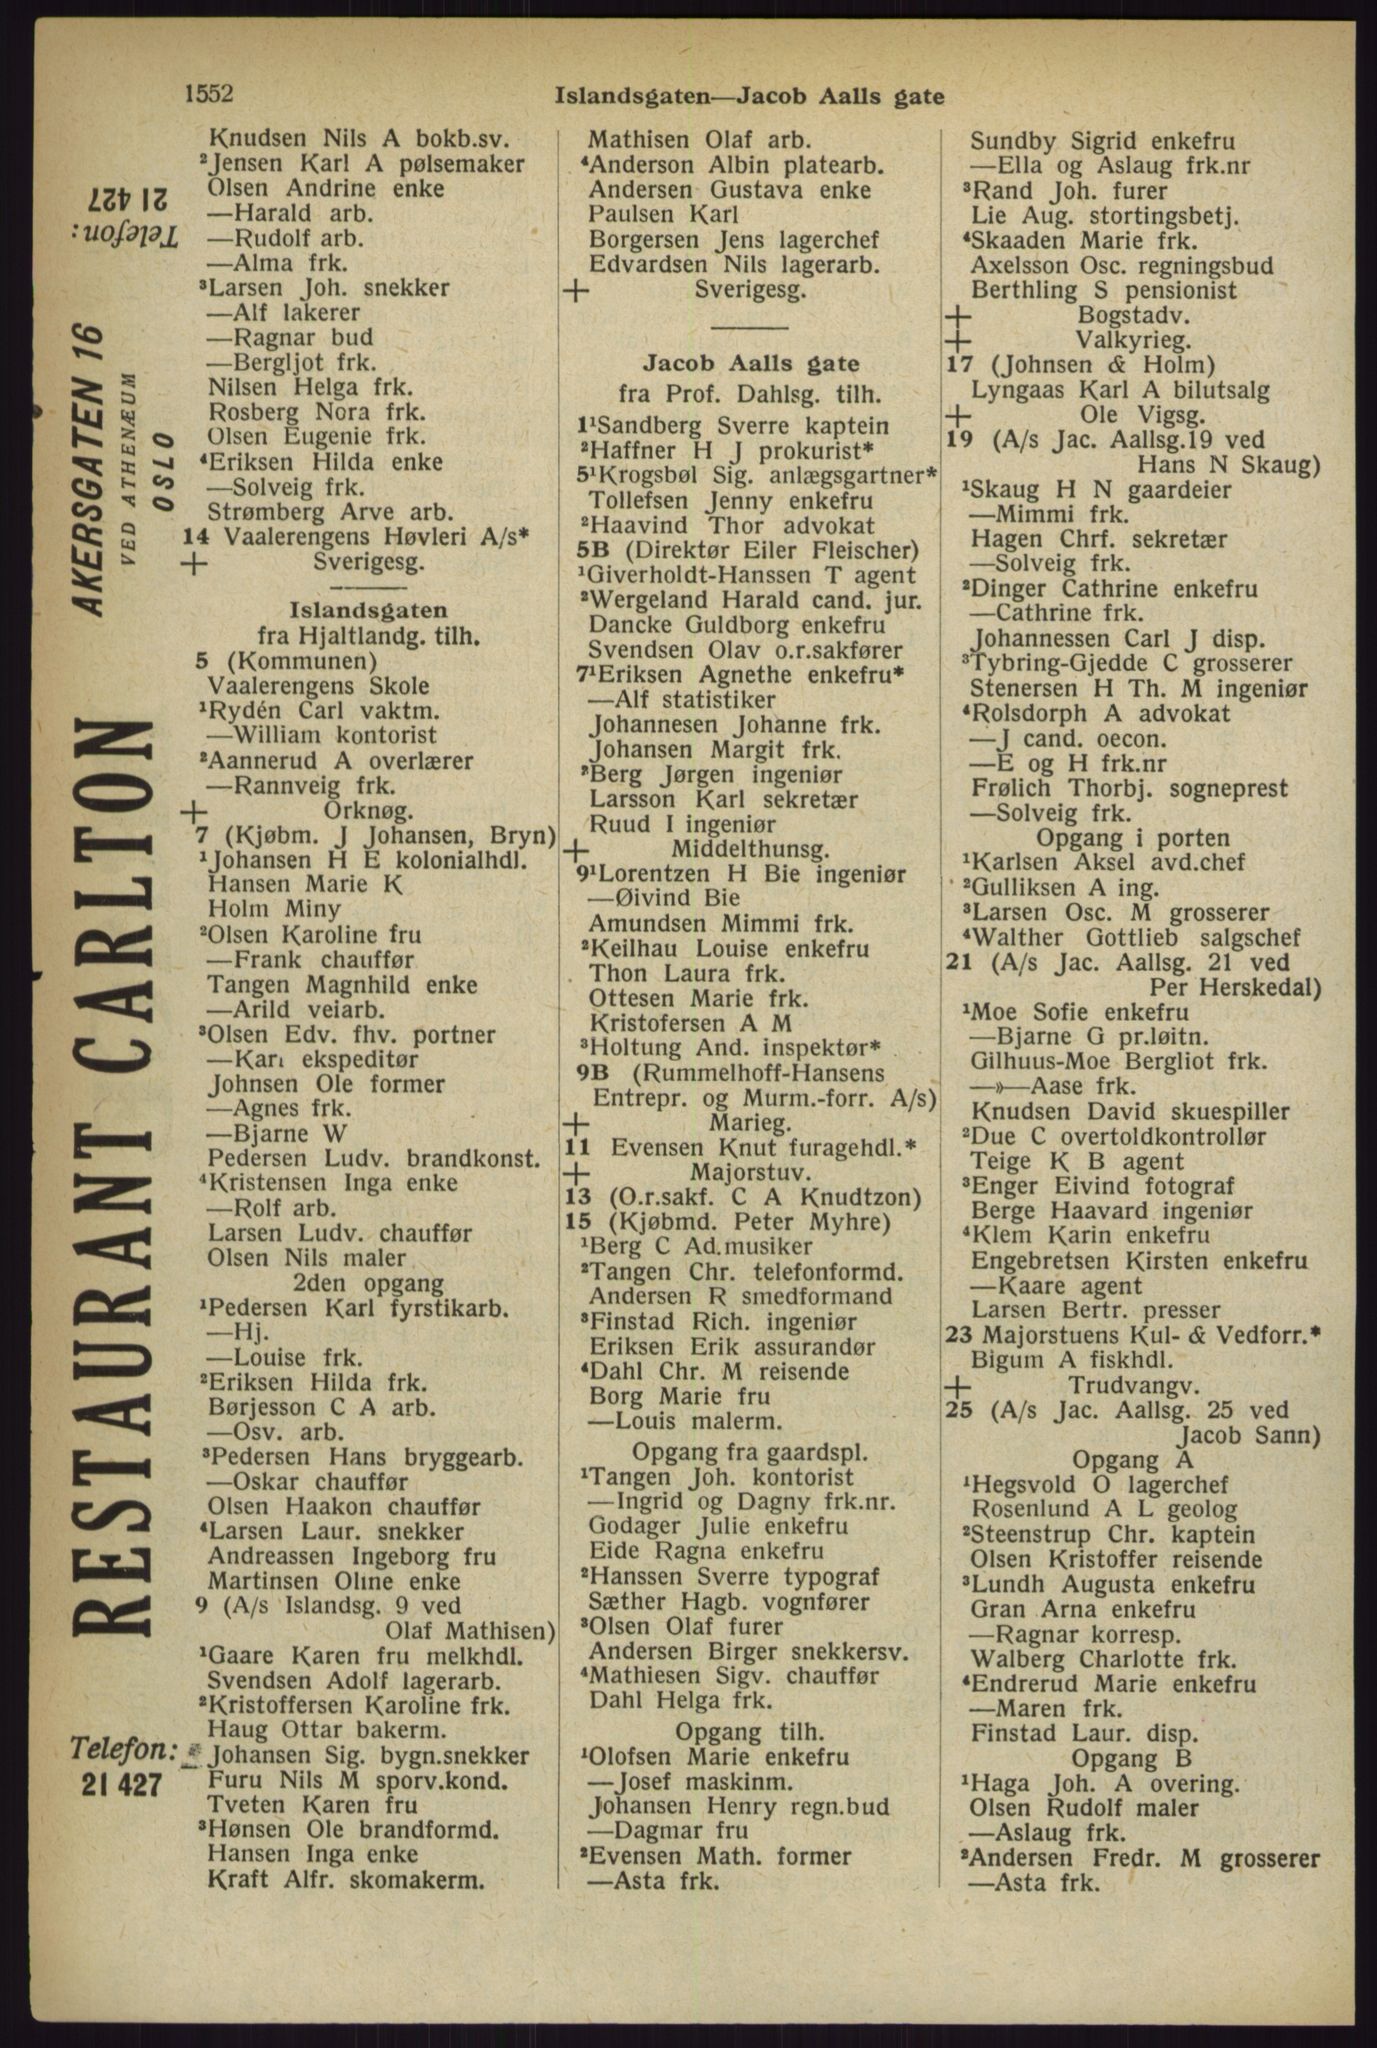 1552
Islandsgaten—Jacob Aalls gate
Telefon:
21 427
AKERSGATEN 16
VED ATHENÆUM
OSLO
RESTAURANT CARLTON
Telefon:
21 427
Knudsen Nils A bokb.sv.
²Jensen Karl A pølsemaker
Olsen Andrine enke
—Harald arb.
—Rudolf arb.
—Alma frk.
³Larsen Joh. snekker
—Alf lakerer
—Ragnar bud
—Bergljot frk.
Nilsen Helga frk.
Rosberg Nora frk.
Olsen Eugenie frk.
⁴Eriksen Hilda enke
—Solveig frk.
Strømberg Arve arb.
14 Vaalerengens Høvleri A/s*
+ Sverigesg.
Islandsgaten
fra Hjaltlandg. tilh.
5 (Kommunen)
Vaalerengens Skole
¹Rydén Carl vaktm.
—William kontorist
²Aannerud A overlærer
—Rannveig frk.
+ Orknøg.
7 (Kjøbm. J Johansen, Bryn)
¹Johansen H E kolonialhdl.
Hansen Marie K
Holm Miny
²Olsen Karoline fru
—Frank chauffør
Tangen Magnhild enke
—Arild veiarb.
³Olsen Edv. fhv. portner
—Karı ekspeditør
Johnsen Ole former
—Agnes frk.
—Bjarne W
Pedersen Ludv. brandkonst.
⁴Kristensen Inga enke
—Rolf arb.
Larsen Ludv. chauffør
Olsen Nils maler
2den opgang
¹Pedersen Karl fyrstikarb.
—Hj.
—Louise frk.
²Eriksen Hilda frk.
Børjesson C A arb.
—Osv. arb.
³Pedersen Hans bryggearb.
—Oskar chauffør
Olsen Haakon chauffør
⁴Larsen Laur. snekker
Andreassen Ingeborg fru
Martinsen Olıne enke
9 (A/s Islandsg. 9 ved
Olaf Mathisen)
¹Gaare Karen fru melkhdl.
Svendsen Adolf lagerarb.
²Kristoffersen Karoline frk.
Haug Ottar bakerm.
Johansen Sig. bygn.snekker
Furu Nils M sporv.kond.
Tveten Karen fru
³Hønsen Ole brandformd.
Hansen Inga enke
Kraft Alfr. skomakerm.
Mathisen Olaf arb.
⁴Anderson Albin platearb.
Andersen Gustava enke
Paulsen Karl
Borgersen Jens lagerchef
Edvardsen Nils lagerarb.
+ Sverigesg.
Jacob Aalls gate
fra Prof. Dahlsg. tilh.
1¹Sandberg Sverre kaptein
²Haffner H J prokurist*
5¹Krogsbøl Sig. anlægsgartner*
Tollefsen Jenny enkefru
²Haavind Thor advokat
5B (Direktør Eiler Fleischer)
¹Giverholdt-Hanssen T agent
²Wergeland Harald cand. jur.
Dancke Guldborg enkefru
Svendsen Olav o.r.sakfører
7¹Eriksen Agnethe enkefru*
—Alf statistiker
Johannesen Johanne frk.
Johansen Margit frk.
²Berg Jørgen ingeniør
Larsson Karl sekretær
Ruud I ingeniør
+ Middelthunsg.
9¹Lorentzen H Bie ingeniør
—Øivind Bie
Amundsen Mimmi frk.
²Keilhau Louise enkefru
Thon Laura frk.
Ottesen Marie frk.
Kristofersen A M
³Holtung And. inspektør*
9B (Rummelhoff-Hansens
Entrepr. og Murm.-forr. A/s)
+ Marieg.
11 Evensen Knut furagehdl.*
+ Majorstuv.
13 (O.r.sakf. C A Knudtzon)
15 (Kjøbmd. Peter Myhre)
¹Berg C Ad.musiker
²Tangen Chr. telefonformd.
Andersen R smedformand
³Finstad Rich. ingeniør
Eriksen Erik assurandør
⁴Dahl Chr. M reisende
Borg Marie fru
—Louis malerm.
Opgang fra gaardspl.
¹Tangen Joh. kontorist
—Ingrid og Dagny frk.nr.
Godager Julie enkefru
Eide Ragna enkefru
²Hanssen Sverre typograf
Sæther Hagb. vognfører
³Olsen Olaf furer
Andersen Birger snekkersv.
⁴Mathiesen Sigv. chauffør
Dahl Helga frk.
Opgang tilh.
¹Olofsen Marie enkefru
—Josef maskinm.
Johansen Henry regn.bud
—Dagmar fru
²Evensen Math. former
—Asta frk.
Sundby Sigrid enkefru
—Ella og Aslaug frk.nr
³Rand Joh. furer
Lie Aug. stortingsbetj.
⁴Skaaden Marie frk.
Axelsson Osc. regningsbud
Berthling S pensionist
+ Bogstadv.
+ Valkyrieg.
17 (Johnsen & Holm)
Lyngaas Karl A bilutsalg
+ Ole Vigsg.
19 (A/s Jac. Aallsg.19 ved
Hans N Skaug)
¹Skaug H N gaardeier
—Mimmi frk.
Hagen Chrf. sekretær
—Solveig frk.
²Dinger Cathrine enkefru
—Cathrine frk.
Johannessen Carl J disp.
³Tybring-Gjedde C grosserer
Stenersen H Th. M ingeniør
⁴Rolsdorph A advokat
—J cand. oecon.
—E og H frk.nr
Frølich Thorbj. sogneprest
—Solveig frk.
Opgang i porten
¹Karlsen Aksel avd.chef
²Gulliksen A ing.
³Larsen Osc. M grosserer
⁴Walther Gottlieb salgschef
21 (A/s Jac. Aallsg. 21 ved
Per Herskedal)
¹Moe Sofie enkefru
—Bjarne G pr.løitn.
Gilhuus-Moe Bergliot frk.
—»—Aase frk.
Knudsen David skuespiller
²Due C overtoldkontrollør
Teige K B agent
³Enger Eivind fotograf
Berge Haavard ingeniør
⁴Klem Karin enkefru
Engebretsen Kirsten enkefru
—Kaare agent
Larsen Bertr. presser
23 Majorstuens Kul- & Vedforr.*
Bigum A fiskhdl.
+ Trudvangv.
25 (A/s Jac. Aallsg. 25 ved
Jacob Sann)
Opgang A
¹Hegsvold O lagerchef
Rosenlund A L geolog
²Steenstrup Chr. kaptein
Olsen Kristoffer reisende
³Lundh Augusta enkefru
Gran Arna enkefru
—Ragnar korresp.
Walberg Charlotte frk.
⁴Endrerud Marie enkefru
—Maren frk.
Finstad Laur. disp.
Opgang B
¹Haga Joh. A overing.
Olsen Rudolf maler
—Aslaug frk.
²Andersen Fredr. M grosserer
—Asta frk.